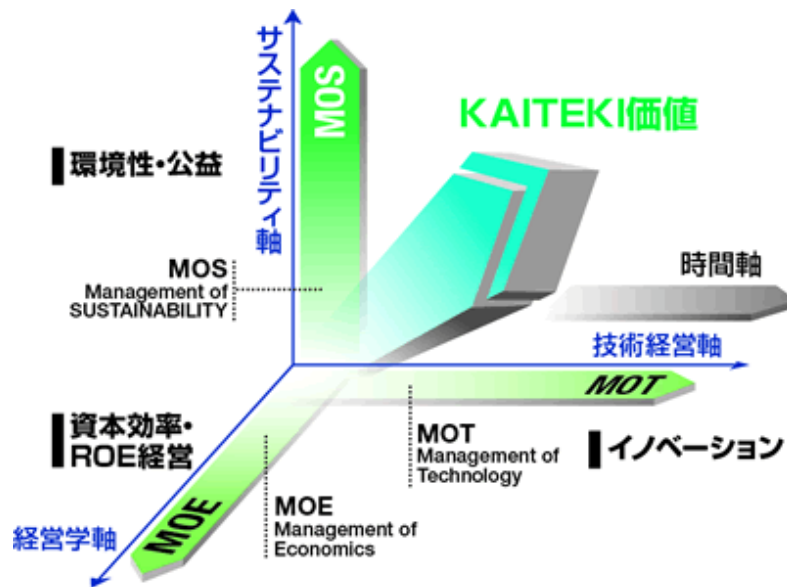 サステナビリティ軸
MOS
KAITEKI価値
環境性・公益
MOS
Management of
SUSTAINABILITY
時間軸
技術経営軸
MOT
資本効率・
ROE経営
MOT
Management of
Technology
イノベーション
MOE
Management of
Economics
経営学軸
MOE